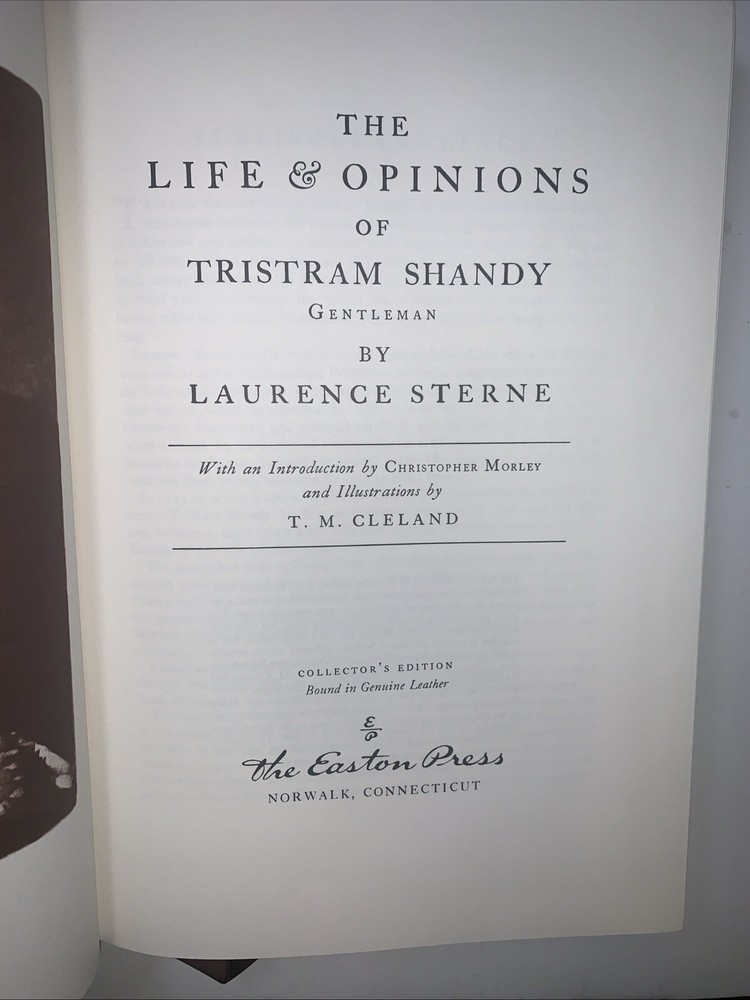 THE
LIFE & OPINIONS
OF
TRISTRAM SHANDY
GENTLEMAN
BY
LAURENCE STERNE
With an Introduction by CHRISTOPHER MORLEY
and Illustrations by
T. M. CLELAND
COLLECTOR'S EDITION
Bound in Genuine Leather
E
P
The Easton Press
NORWALK, CONNECTICUT